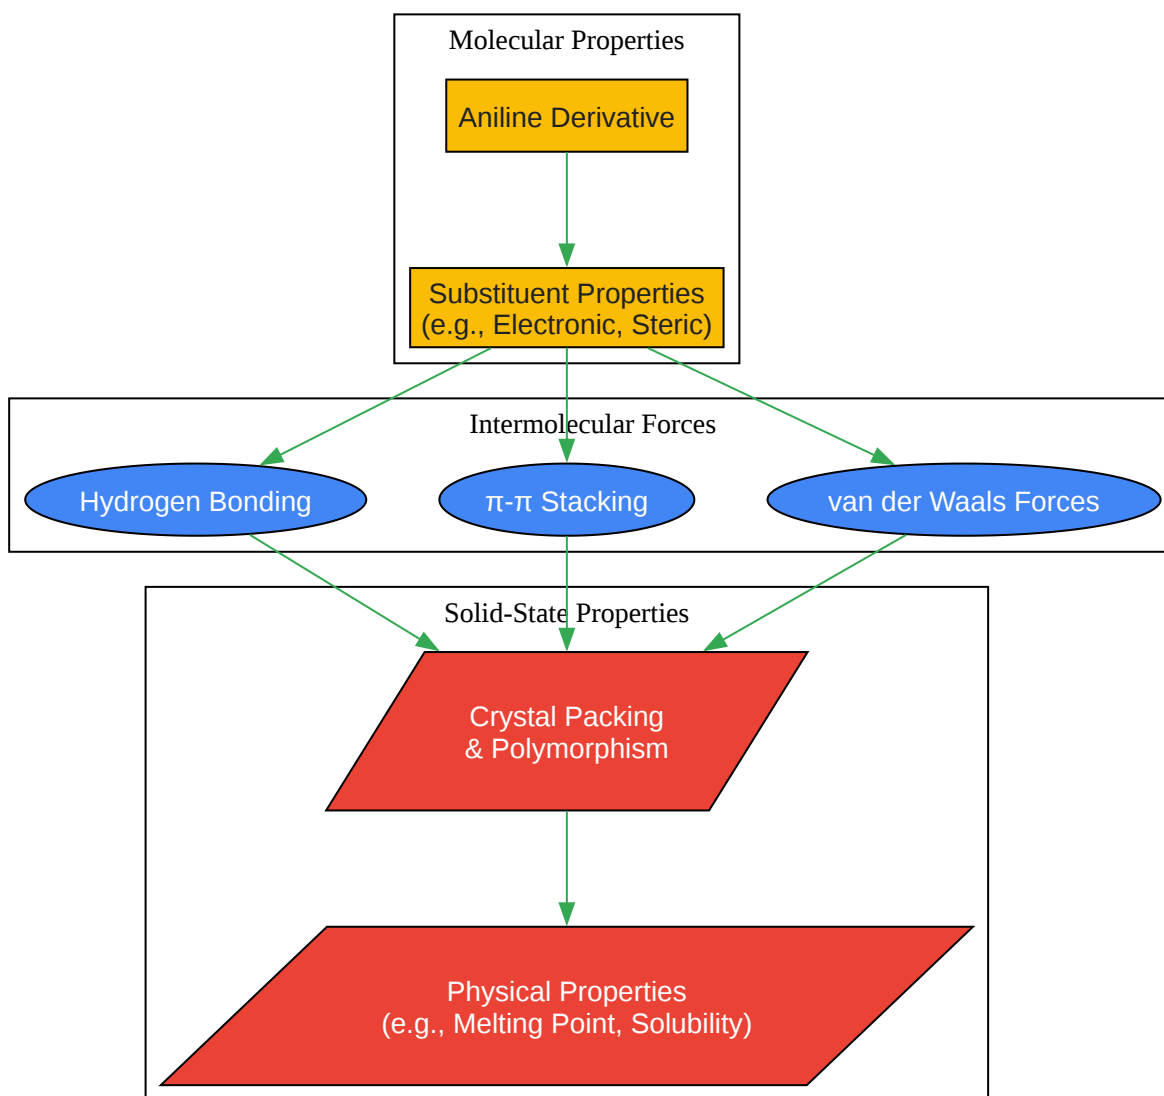 Molecular Properties
Aniline Derivative
Substituent Properties
(e.g., Electronic, Steric)
Intermolecular Forces
Hydrogen Bonding
π-π Stacking
van der Waals Forces
Solid-State Properties
Crystal Packing
& Polymorphism
Physical Properties
(e.g., Melting Point, Solubility)